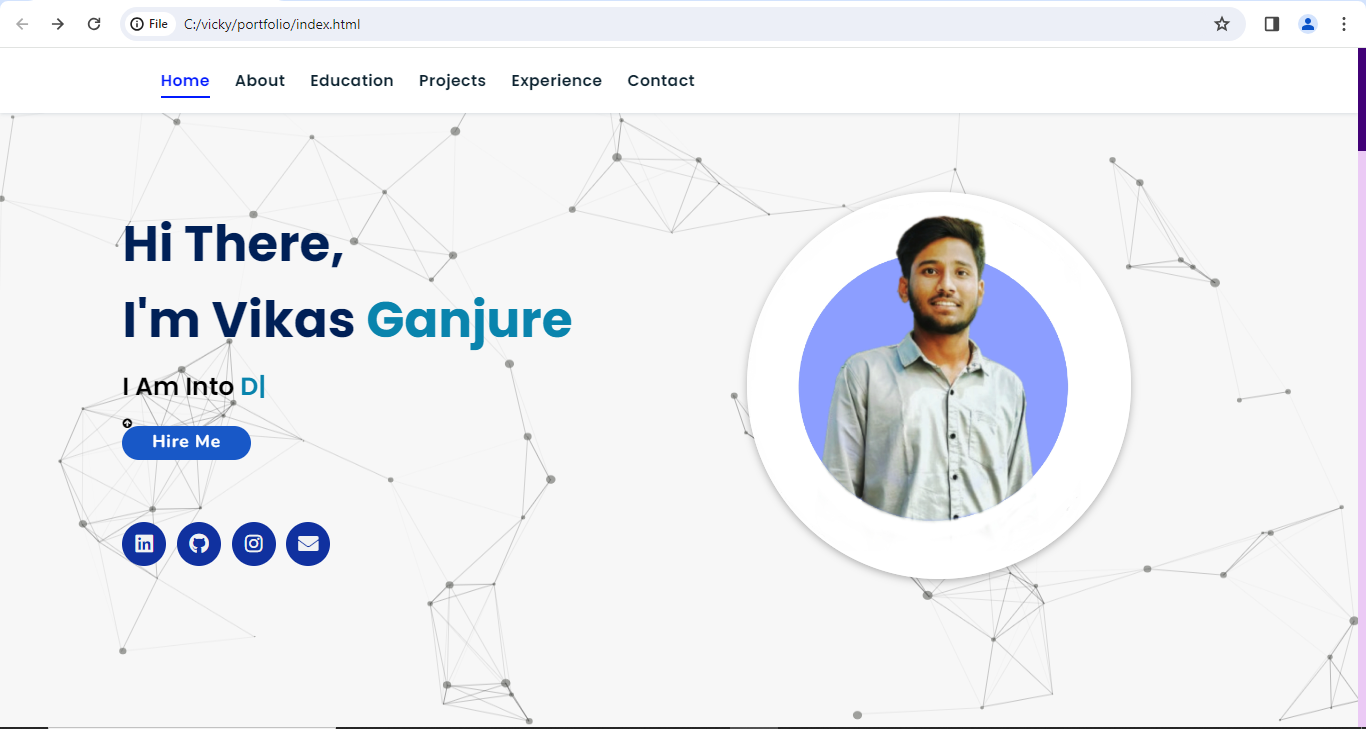 File C:/vicky/portfolio/index.html
Home About Education Projects Experience Contact
Hi There,
I'm Vikas Ganjure
I Am Into D|
Hire Me
in